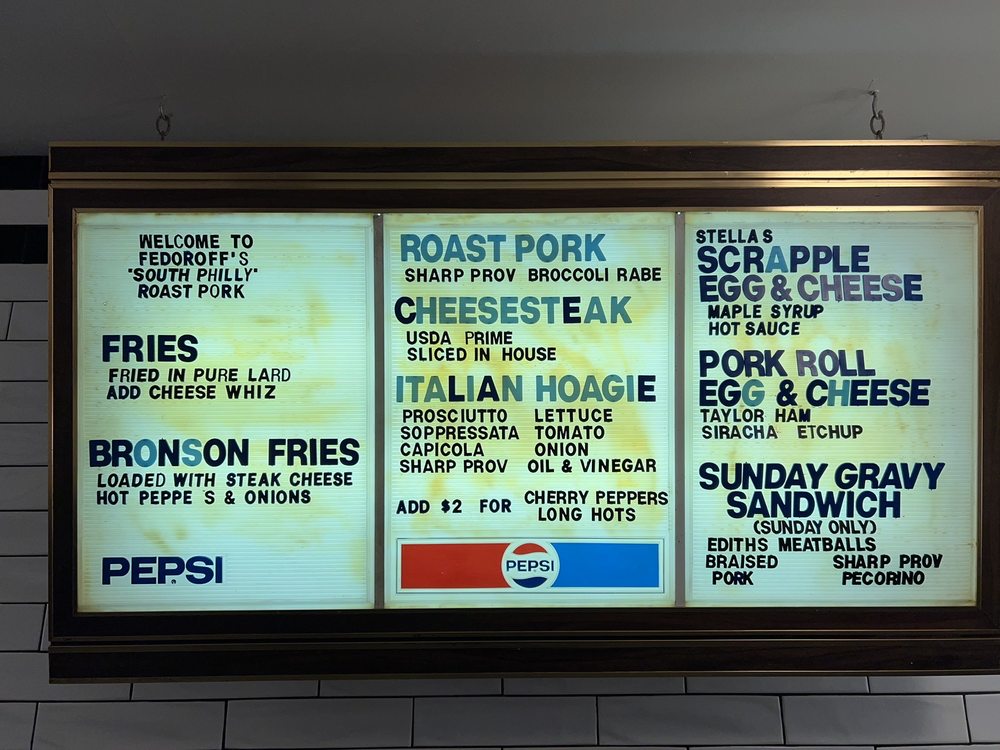 WELCOME TO
FEDOROFF'S
"SOUTH PHILLY"
ROAST PORK
FRIES
FRIED IN PURE LARD
ADD CHEESE WHIZ
BRONSON FRIES
LOADED WITH STEAK CHEESE
HOT PEPPE S & ONIONS
PEPSI
ROAST PORK
SHARP PROV BROCCOLI RABE
CHEESESTEAK
USDA PRIME
SLICED IN HOUSE
ITALIAN HOAGIE
PROSCIUTTO LETTUCE
SOPPRESSATA TOMATO
CAPICOLA ONION
SHARP PROV OIL & VINEGAR
ADD $2 FOR CHERRY PEPPERS
LONG HOTS
PEPSI
STELLAS
SCRAPPLE
EGG & CHEESE
MAPLE SYRUP
HOT SAUCE
PORK ROLL
EGG & CHEESE
TAYLOR HAM
SIRACHA ETCHUP
SUNDAY GRAVY
SANDWICH
(SUNDAY ONLY)
EDITHS MEATBALLS
BRAISED SHARP PROV
PORK PECORINO